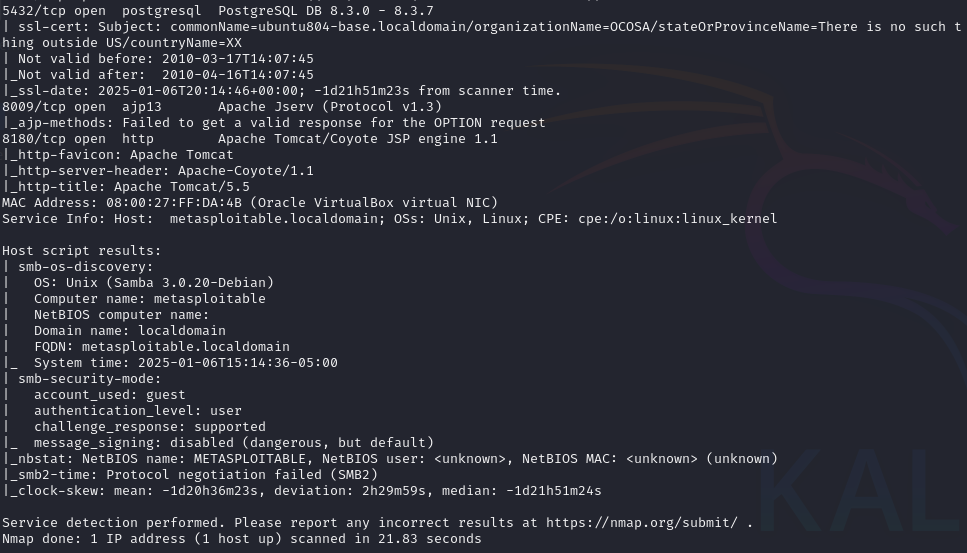 5432/tcp open  postgresql  PostgreSQL DB 8.3.0 - 8.3.7
| ssl-cert: Subject: commonName=ubuntu804-base.localdomain/organizationName=OCOSA/stateOrProvinceName=There is no such t
hing outside US/countryName=XX
| Not valid before: 2010-03-17T14:07:45
|_Not valid after:  2010-04-16T14:07:45
|_ssl-date: 2025-01-06T20:14:46+00:00; -1d21h51m23s from scanner time.
8009/tcp open  ajp13       Apache Jserv (Protocol v1.3)
|_ajp-methods: Failed to get a valid response for the OPTION request
8180/tcp open  http        Apache Tomcat/Coyote JSP engine 1.1
|_http-favicon: Apache Tomcat
|_http-server-header: Apache-Coyote/1.1
|_http-title: Apache Tomcat/5.5
MAC Address: 08:00:27:FF:DA:4B (Oracle VirtualBox virtual NIC)
Service Info: Host:  metasploitable.localdomain; OSs: Unix, Linux; CPE: cpe:/o:linux:linux_kernel

Host script results:
| smb-os-discovery:
|   OS: Unix (Samba 3.0.20-Debian)
|   Computer name: metasploitable
|   NetBIOS computer name:
|   Domain name: localdomain
|   FQDN: metasploitable.localdomain
|_  System time: 2025-01-06T15:14:36-05:00
| smb-security-mode:
|   account_used: guest
|   authentication_level: user
|   challenge_response: supported
|_  message_signing: disabled (dangerous, but default)
|_nbstat: NetBIOS name: METASPLOITABLE, NetBIOS user: <unknown>, NetBIOS MAC: <unknown> (unknown)
|_smb2-time: Protocol negotiation failed (SMB2)
|_clock-skew: mean: -1d20h36m23s, deviation: 2h29m59s, median: -1d21h51m24s

Service detection performed. Please report any incorrect results at https://nmap.org/submit/ .
Nmap done: 1 IP address (1 host up) scanned in 21.83 seconds
KAL